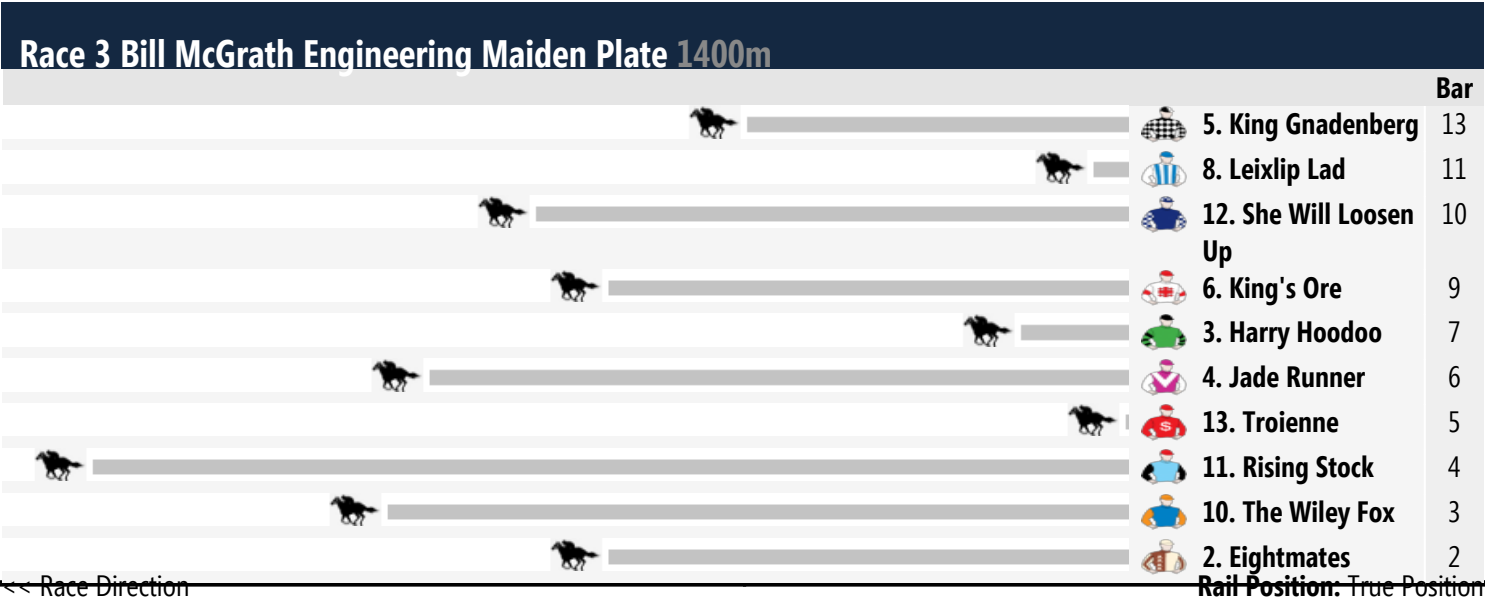 Race 3 Bill McGrath Engineering Maiden Plate 1400m
Bar
5. King Gnadenberg 13
8. Leixlip Lad 11
12. She Will Loosen 10
Up
6. King's Ore 9
3. Harry Hoodoo 7
4. Jade Runner 6
13. Troienne 5
S
11. Rising Stock 4
10. The Wiley Fox 3
2. Eightmates 2
<< Race Direction Rail Position: True Position